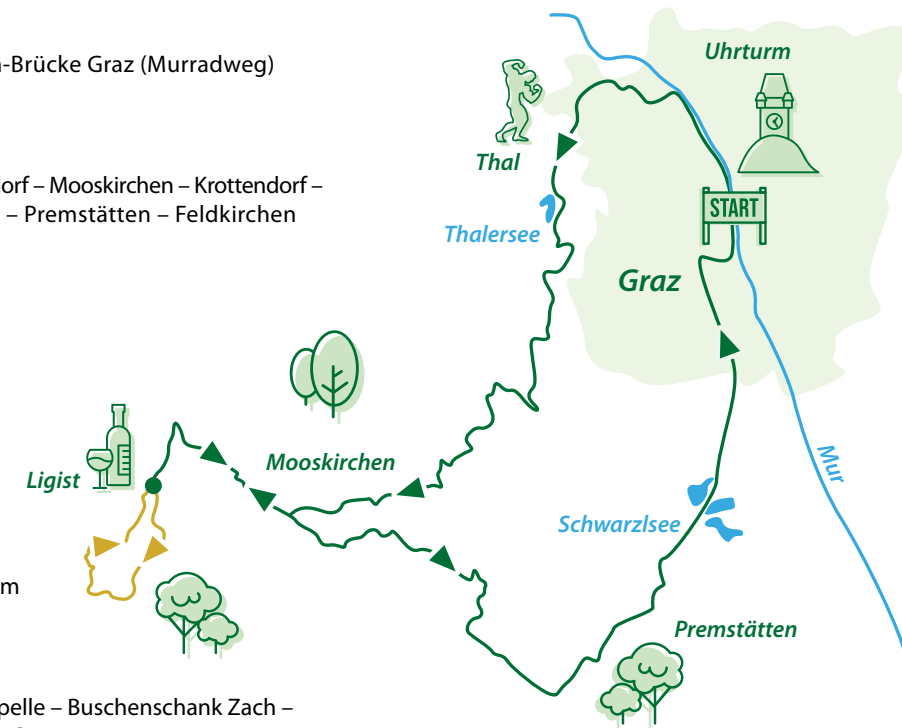 -Brücke Graz (Murradweg)
dorf – Mooskirchen – Krottendorf –
– Premstätten – Feldkirchen
m
pelle – Buschenschank Zach –
Uhrturm
Thal
START
Thalersee
Graz
Mooskirchen
Ligist
Mur
Schwarzlsee
Premstätten